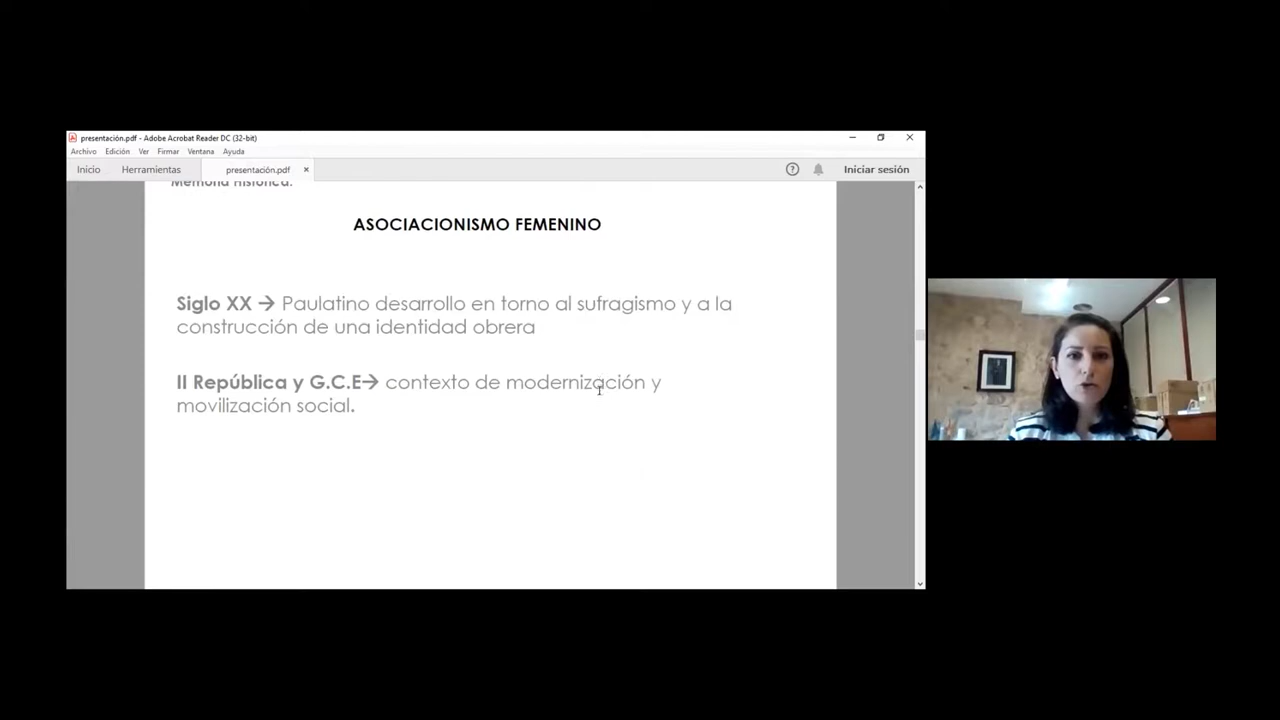 presentación.pdf - Adobe Acrobat Reader DC (32-bit)
Archivo Edición Ver Firmar Ventana Ayuda
Inicio Herramientas presentación.pdf × Iniciar sesión
Memoria Histórica.
ASOCIACIONISMO FEMENINO
Siglo XX → Paulatino desarrollo en torno al sufragismo y a la
construcción de una identidad obrera
II República y G.C.E→ contexto de modernización y
movilización social.